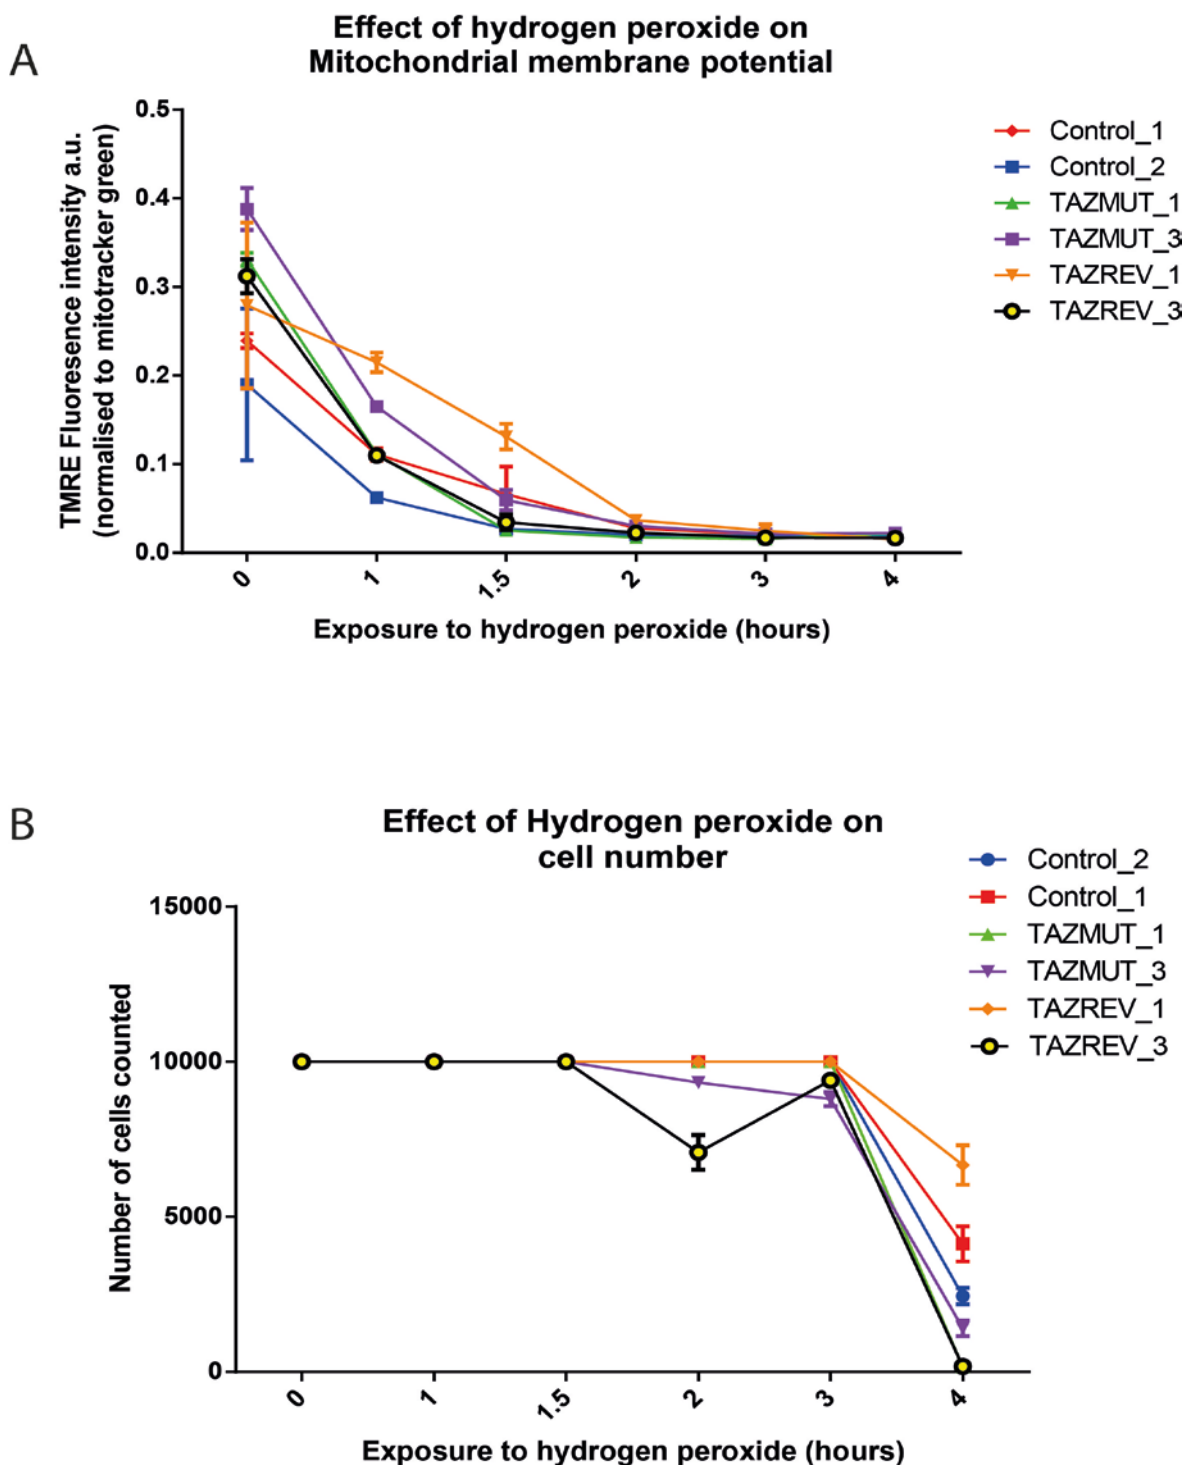 A
Effect of hydrogen peroxide on
Mitochondrial membrane potential
TMRE Fluoresence intensity a.u.
(normalised to mitotracker green)
0.5
0.4
0.3
0.2
0.1
0.0
0
1
1.5
2
3
4
Exposure to hydrogen peroxide (hours)
Control_1
Control_2
TAZMUT_1
TAZMUT_3
TAZREV_1
TAZREV_3
B
Effect of Hydrogen peroxide on
cell number
Number of cells counted
15000
10000
5000
0
0
1
1.5
2
3
4
Exposure to hydrogen peroxide (hours)
Control_2
Control_1
TAZMUT_1
TAZMUT_3
TAZREV_1
TAZREV_3